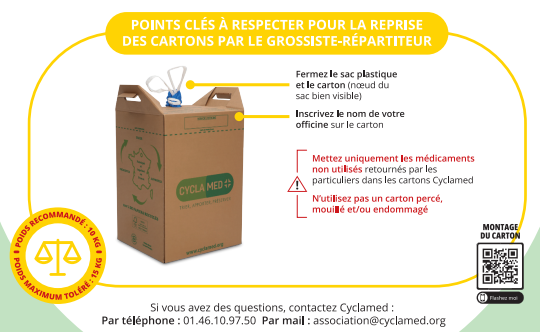 POINTS CLÉS À RESPECTER POUR LA REPRISE
DES CARTONS PAR LE GROSSISTE-RÉPARTITEUR
Fermez le sac plastique
et le carton (nœud du
sac bien visible)
Inscrivez le nom de votre
officine sur le carton
Mettez uniquement les médicaments
non utilisés retournés par les
particuliers dans les cartons Cyclamed
N'utilisez pas un carton percé,
mouillé et/ou endommagé
CYCLAMED
www.cyclamed.org
POIDS RECOMMANDÉ : 10 KG
POIDS MAXIMUM TOLÉRÉ : 15 KG
MONTAGE
DU CARTON
Flashez moi
Si vous avez des questions, contactez Cyclamed :
Par téléphone : 01.46.10.97.50 Par mail : association@cyclamed.org